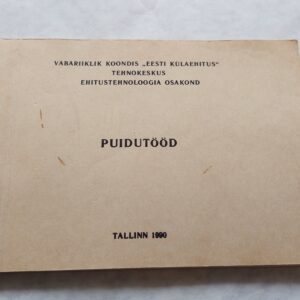 VABARIIKLIK KOONDIS „EESTI KÜLAEHITUS"
TEHNOKESKUS
EHITUSTEHNOLOOGIA OSAKOND
PUIDUTÖÖD
TALLINN 1990